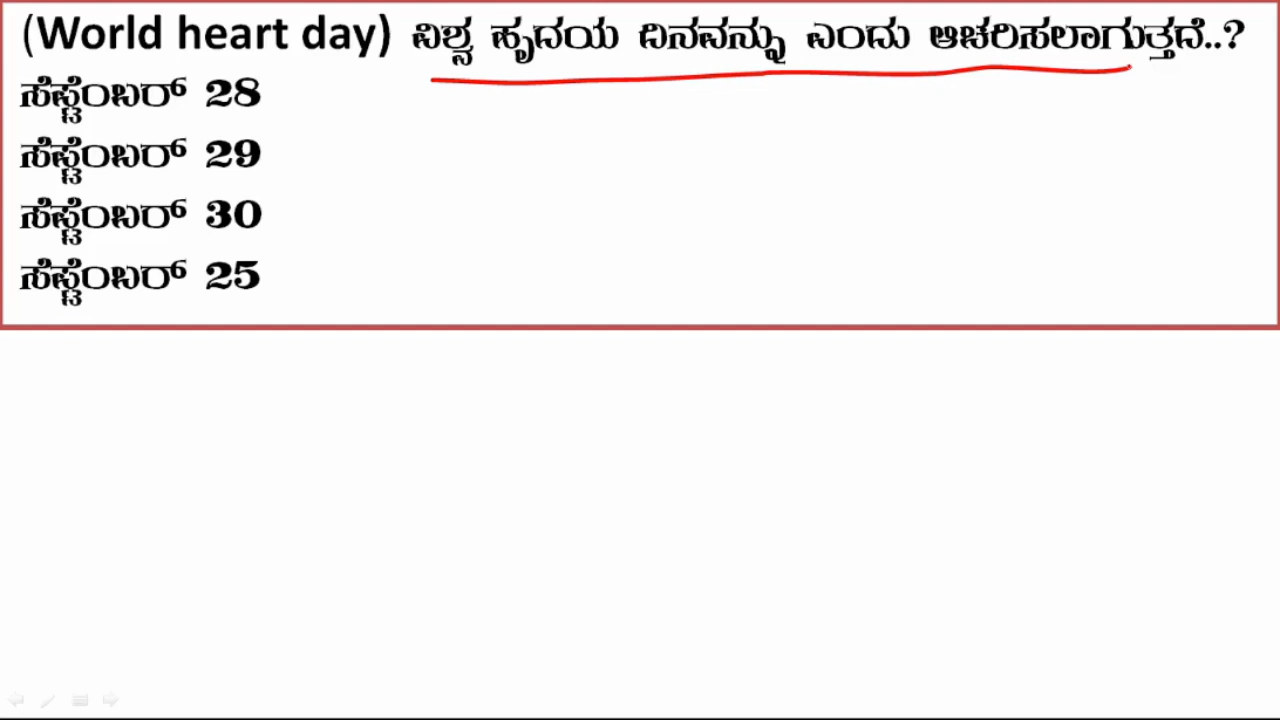 (World heart day) ವಿಶ್ವ ಹೃದಯ ದಿನವನ್ನು ಎಂದು ಆಚರಿಸಲಾಗುತ್ತದೆ..?
ಸೆಪ್ಟೆಂಬರ್ 28
ಸೆಪ್ಟೆಂಬರ್ 29
ಸೆಪ್ಟೆಂಬರ್ 30
ಸೆಪ್ಟೆಂಬರ್ 25